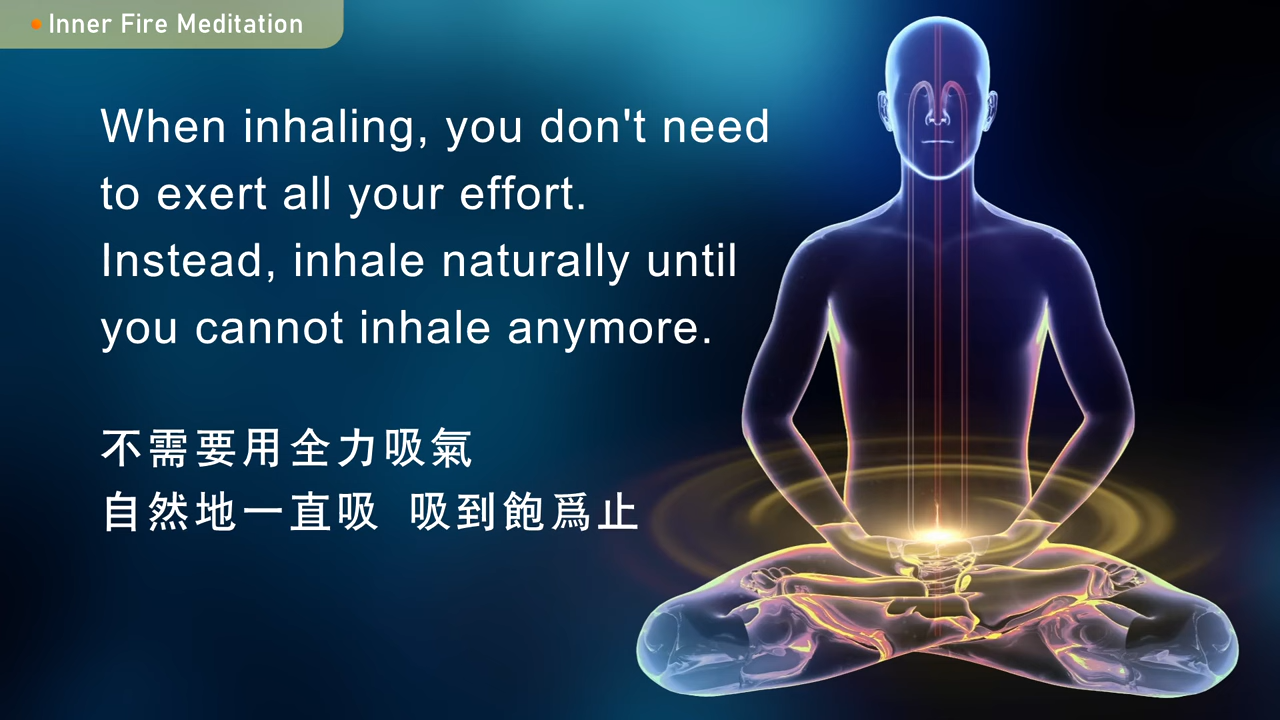 Inner Fire Meditation
When inhaling, you don't need
to exert all your effort.
Instead, inhale naturally until
you cannot inhale anymore.
不需要用全力吸氣
自然地一直吸 吸到飽爲止